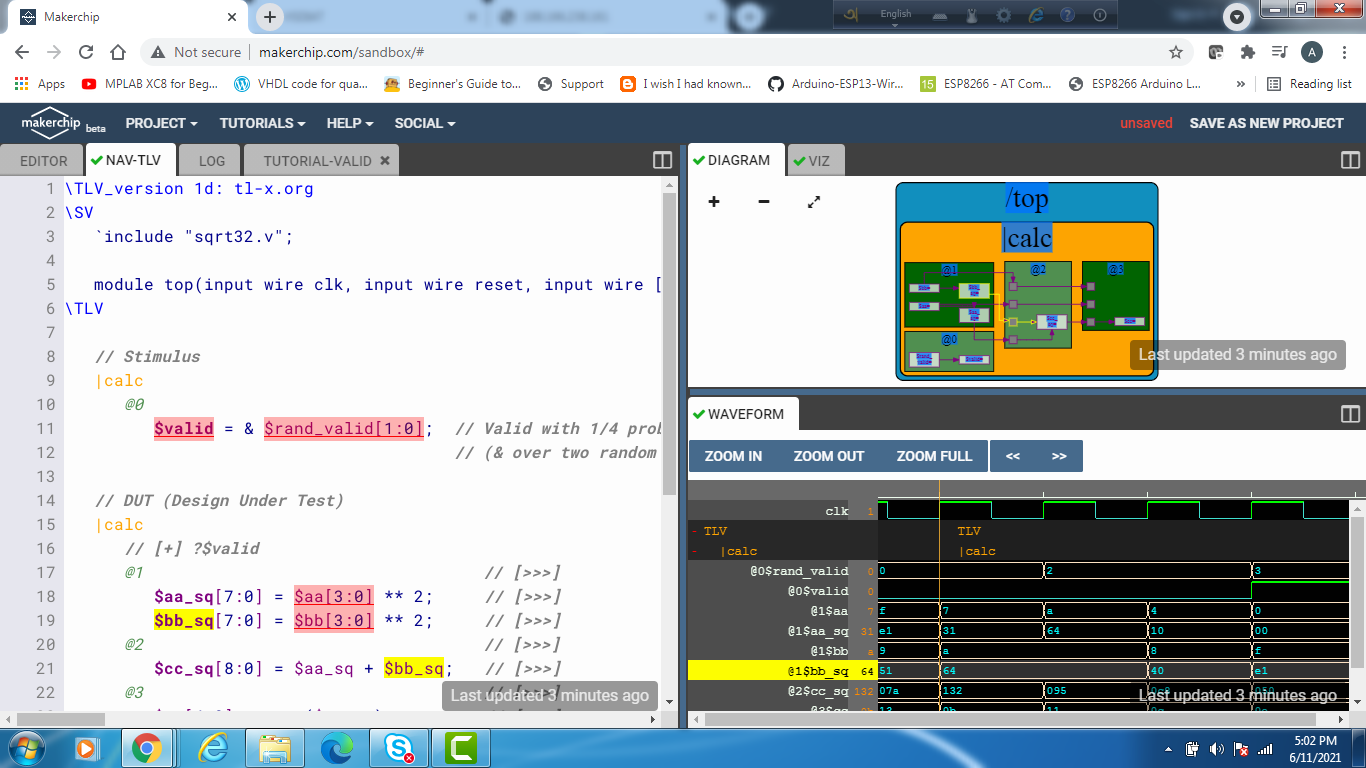 Makerchip
English
Not secure | makerchip.com/sandbox/#
A
Apps
MPLAB XC8 for Beg...
VHDL code for qua...
Beginner's Guide to...
Support
I wish I had known...
Arduino-ESP13-Wir...
15 ESP8266 - AT Com...
ESP8266 Arduino L...
»
Reading list
makerchip beta
PROJECT
TUTORIALS
HELP
SOCIAL
unsaved
SAVE AS NEW PROJECT
EDITOR
NAV-TLV
LOG
TUTORIAL-VALID
1 \TLV_version 1d: tl-x.org
2 \SV
3 `include "sqrt32.v";
4
5 module top(input wire clk, input wire reset, input wire [
6 \TLV
7
8 // Stimulus
9 |calc
10 @0
11 $valid = & $rand_valid[1:0]; // Valid with 1/4 prob
12 // (& over two random
13
14 // DUT (Design Under Test)
15 |calc
16 // [+] ?$valid
17 @1 // [>>>]
18 $aa_sq[7:0] = $aa[3:0] ** 2; // [>>>]
19 $bb_sq[7:0] = $bb[3:0] ** 2; // [>>>]
20 @2 // [>>>]
21 $cc_sq[8:0] = $aa_sq + $bb_sq; // [>>>]
22 @3
Last updated 3 minutes ago
DIAGRAM
VIZ
/top
|calc
@1
@2
@3
@0
Last updated 3 minutes ago
WAVEFORM
ZOOM IN
ZOOM OUT
ZOOM FULL
<<
>>
clk 1
TLV TLV
|calc |calc
@0$rand_valid 0 0 2 3
@0$valid 0
@1$aa 7 f 7 a 4 0
@1$aa_sq 31 e1 31 64 10 00
@1$bb a 9 a 8 f
@1$bb_sq 64 51 64 40 e1
@2$cc_sq 132 07a 132 095
Last updated 3 minutes ago
5:02 PM
6/11/2021